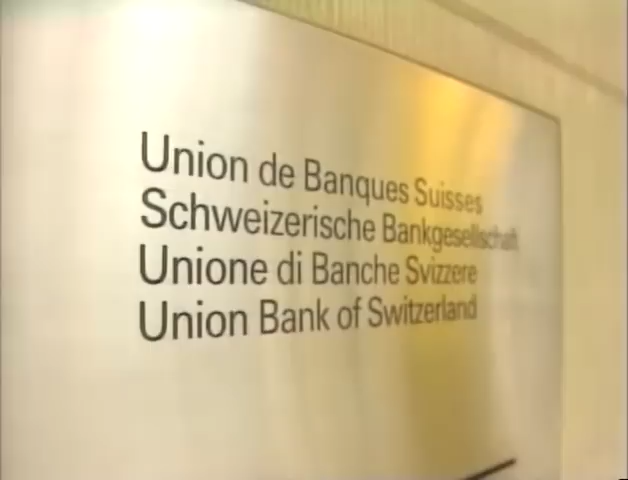 Union de Banques Suisses
Schweizerische Bankgesellschaft
Unione di Banche Svizzere
Union Bank of Switzerland